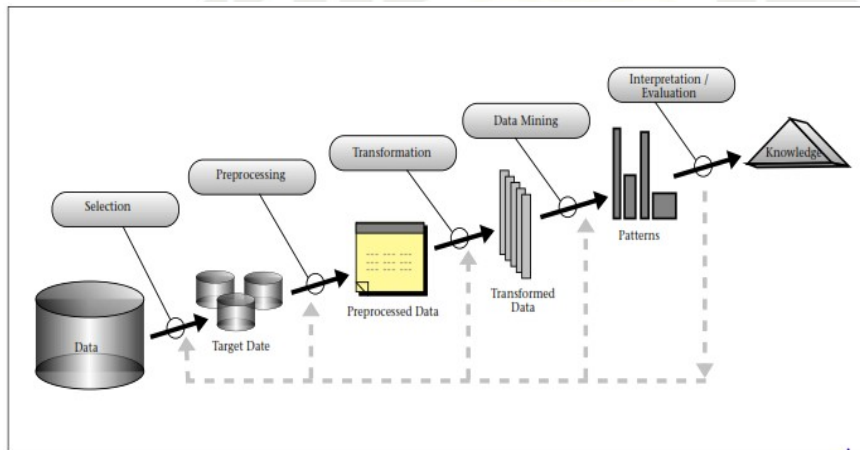 Interpretation /
Evaluation
Data Mining
Transformation
Preprocessing
Selection
Knowledge
Patterns
Transformed
Data
Preprocessed Data
Target Date
Data